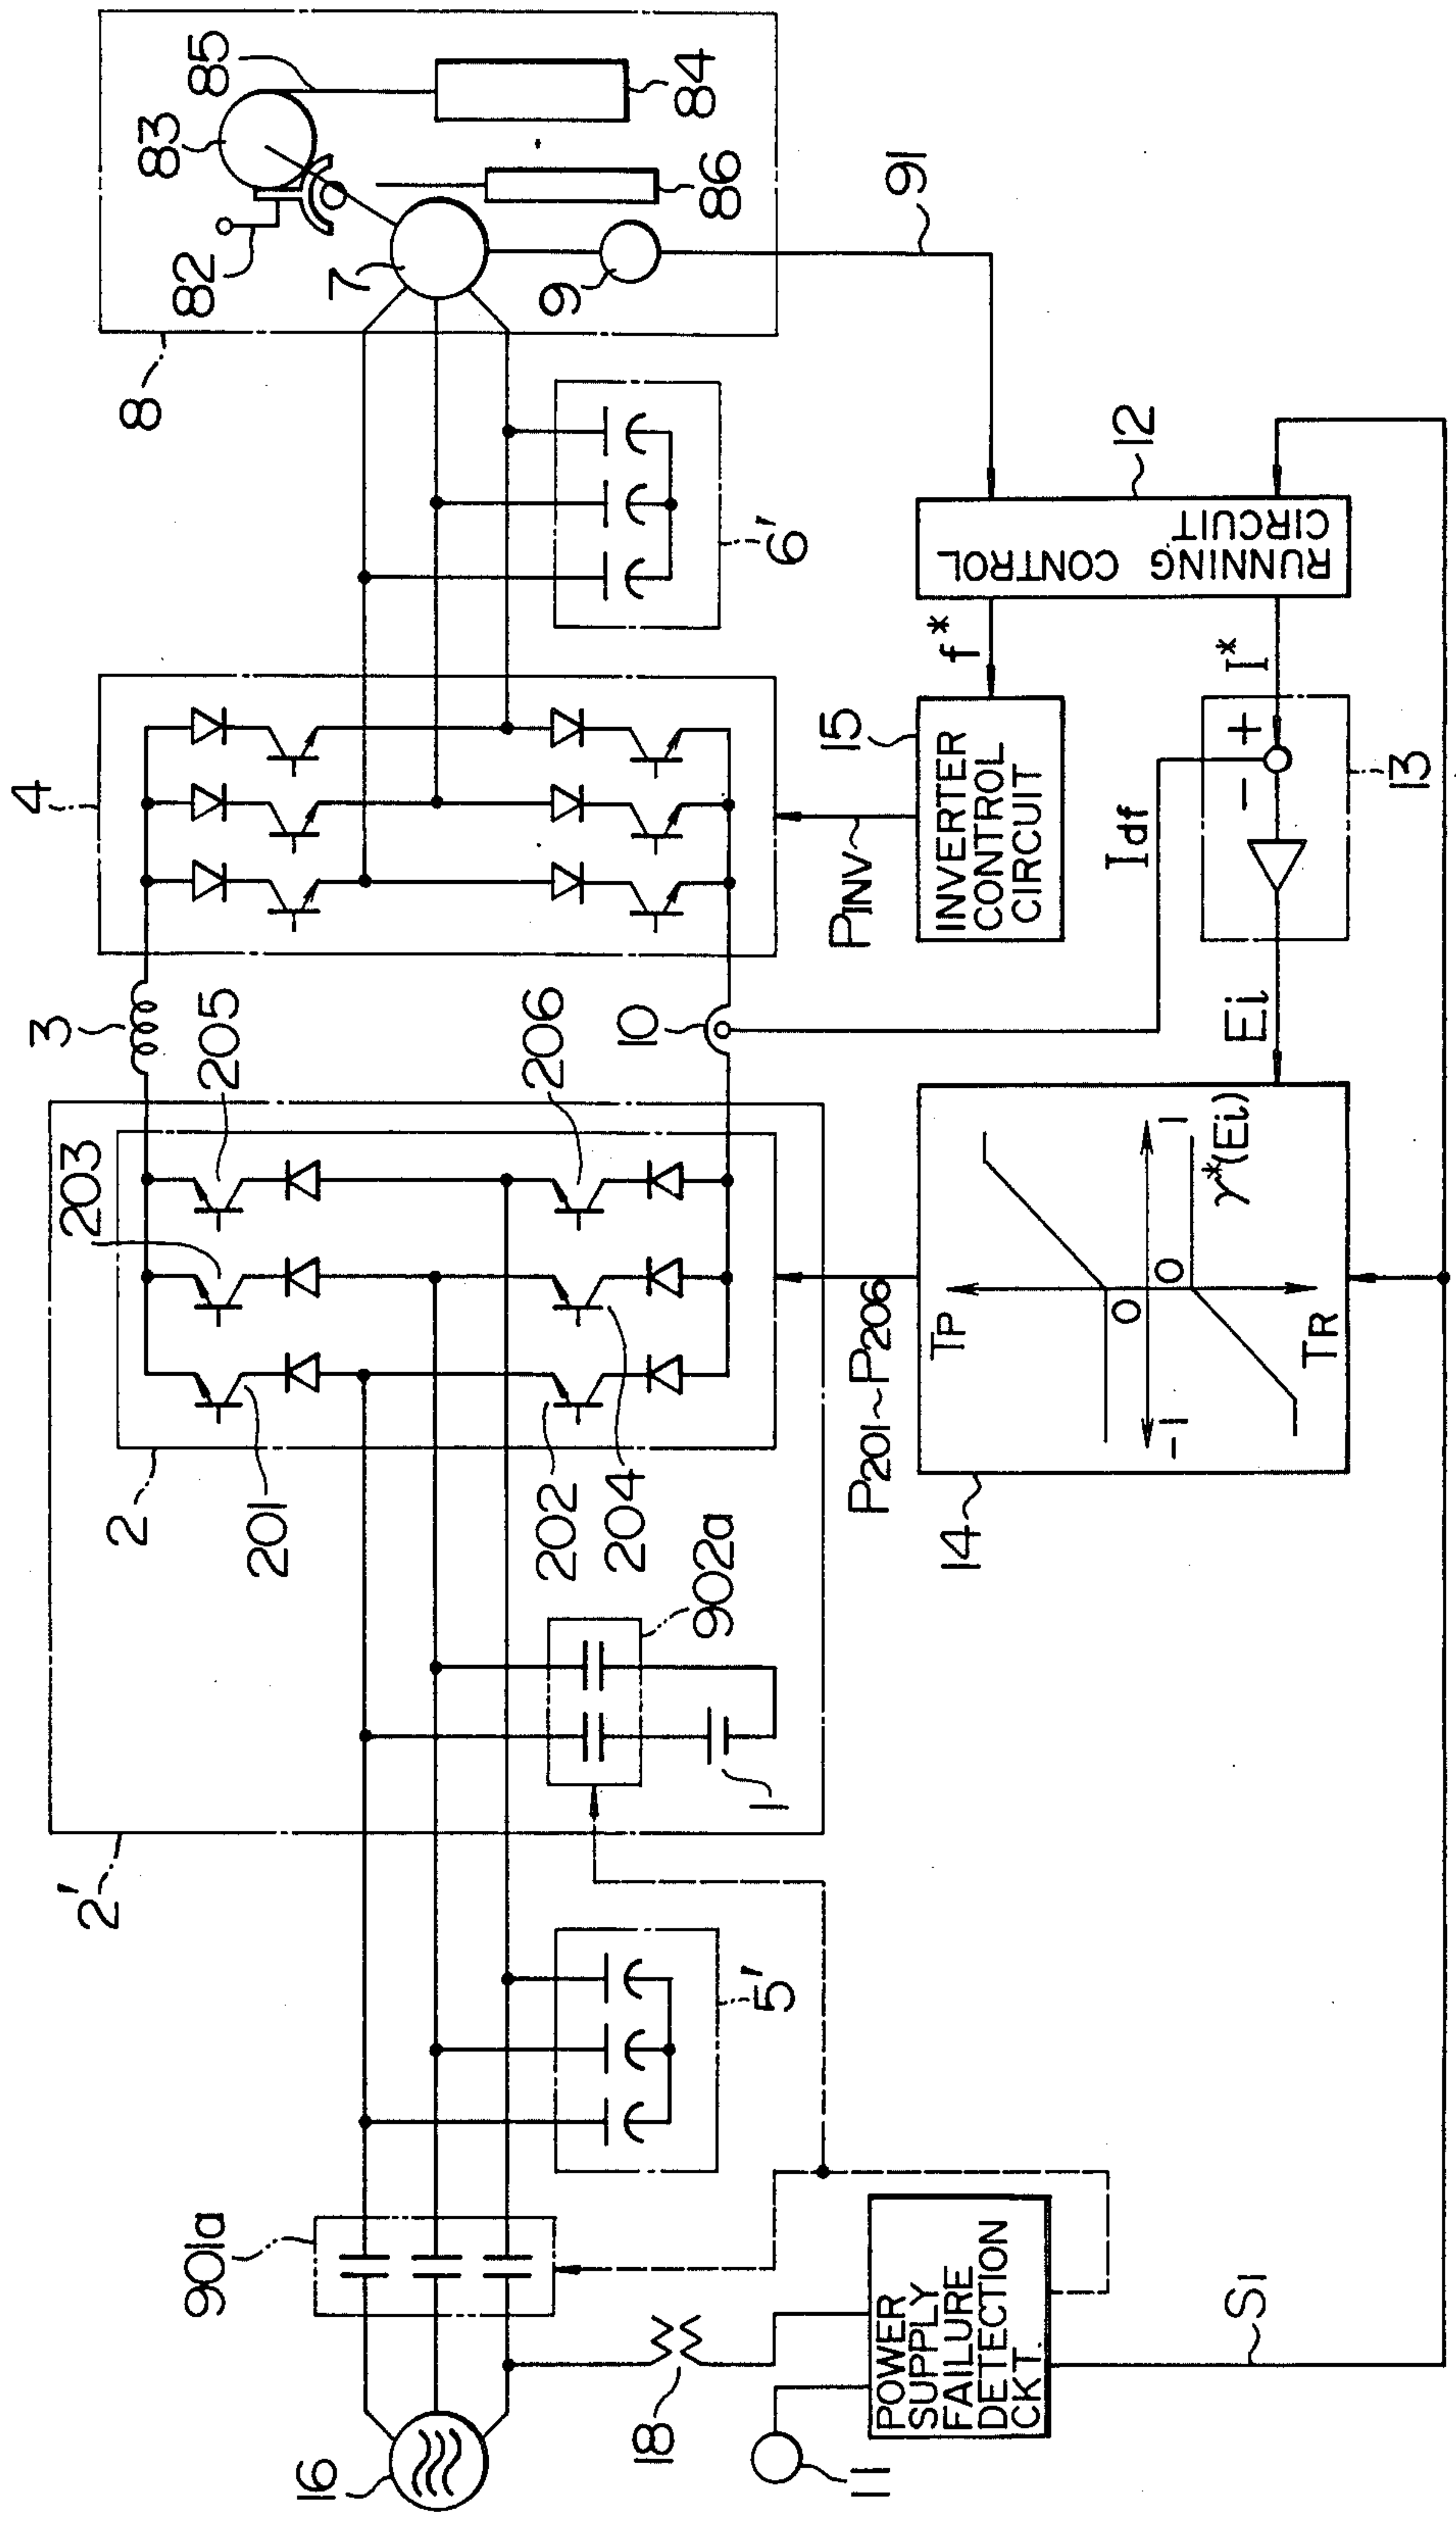 85
83
84
86
82
7
9
91
8
6'
12
RUNNING CONTROL
CIRCUIT
f*
I*
4
15
INVERTER
CONTROL
CIRCUIT
PINV
+
-
13
Idf
3
205
203
206
10
Ei
2
201
202
204
P201~P206
TP
TR
0
0
1
-1
γ*(Ei)
14
902a
1
2'
5'
901a
16
18
11
POWER
SUPPLY
FAILURE
DETECTION
CKT.
S1